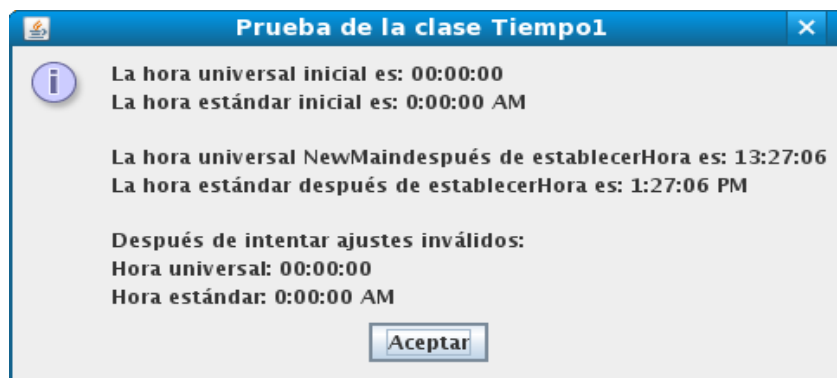 Prueba de la clase Tiempo1
La hora universal inicial es: 00:00:00
La hora estándar inicial es: 0:00:00 AM
La hora universal NewMaindespués de establecerHora es: 13:27:06
La hora estándar después de establecerHora es: 1:27:06 PM
Después de intentar ajustes inválidos:
Hora universal: 00:00:00
Hora estándar: 0:00:00 AM
Aceptar